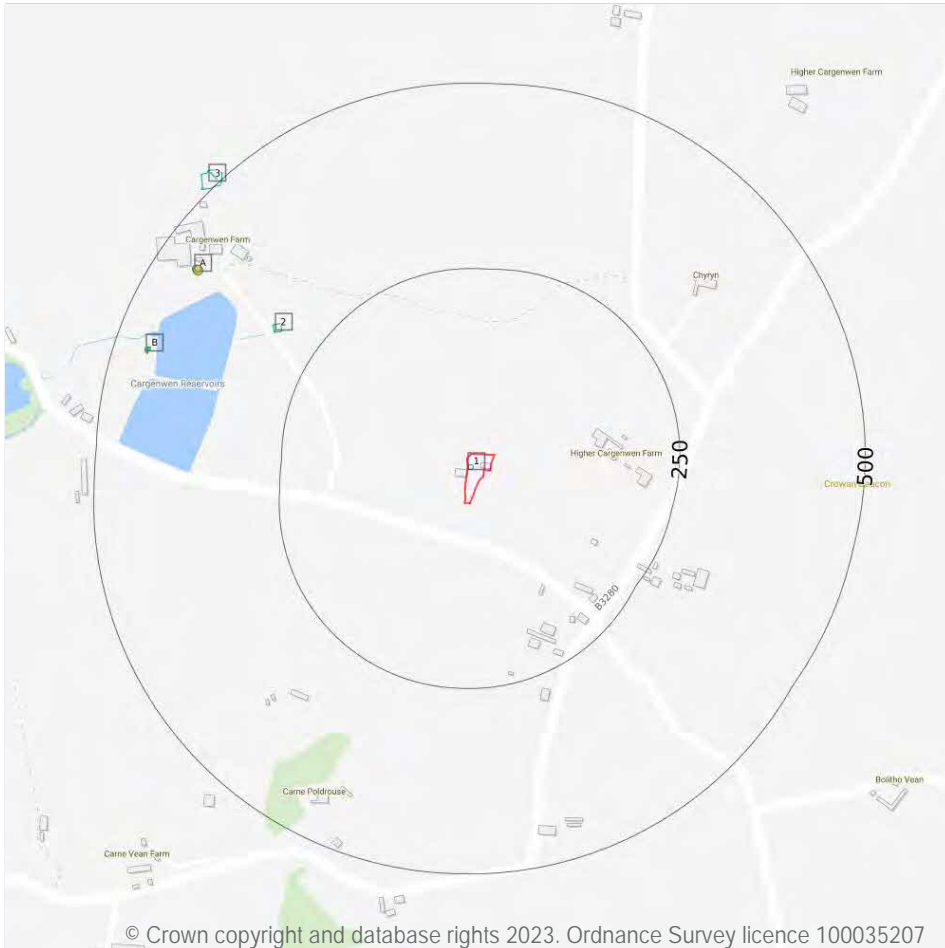 Higher Cargenwen Farm
3
Cargenwen Farm
A
Chyryn
2
B
Cargenwen Reservoirs
1
Higher Cargenwen Farm
250
500
Crowan Beacon
B3280
Carne Poldrouse
Bolitho Vean
Carne Vean Farm
© Crown copyright and database rights 2023. Ordnance Survey licence 100035207